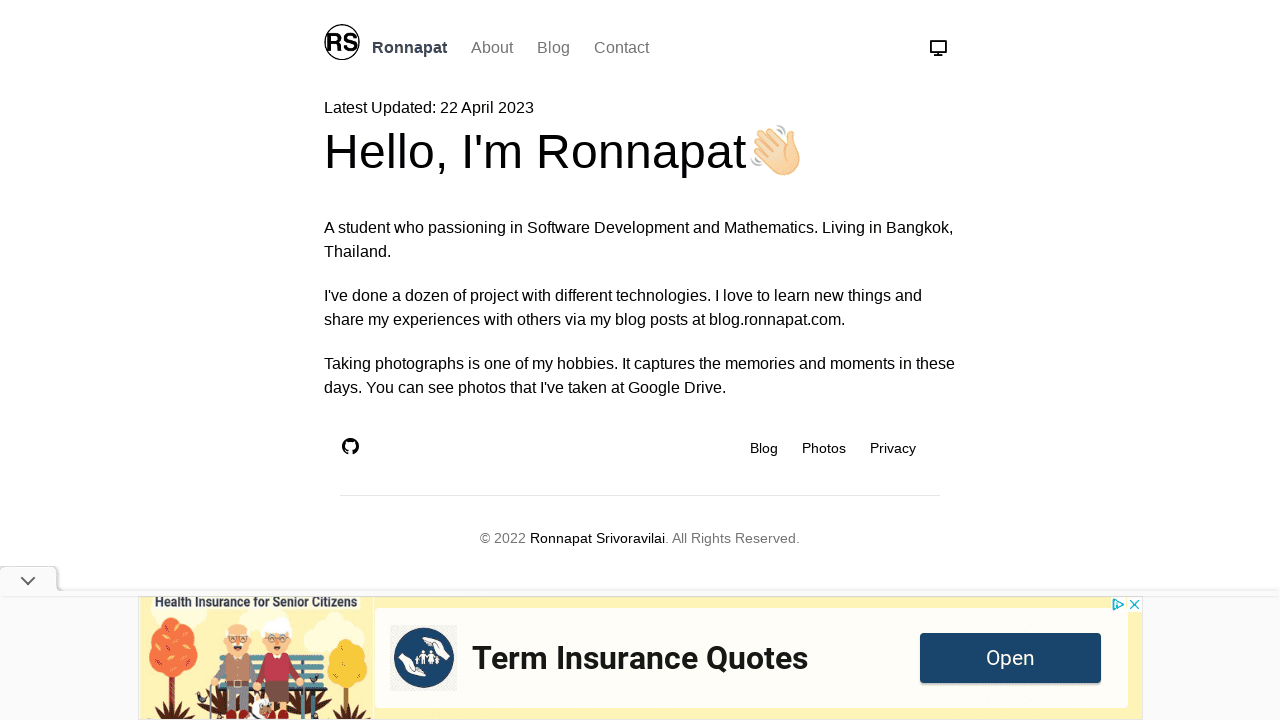 RS Ronnapat About Blog Contact
Latest Updated: 22 April 2023
Hello, I'm Ronnapat
A student who passioning in Software Development and Mathematics. Living in Bangkok,
Thailand.
I've done a dozen of project with different technologies. I love to learn new things and
share my experiences with others via my blog posts at blog.ronnapat.com.
Taking photographs is one of my hobbies. It captures the memories and moments in these
days. You can see photos that I've taken at Google Drive.
Blog Photos Privacy
© 2022 Ronnapat Srivoravilai. All Rights Reserved.
Health Insurance for Senior Citizens
Term Insurance Quotes
Open